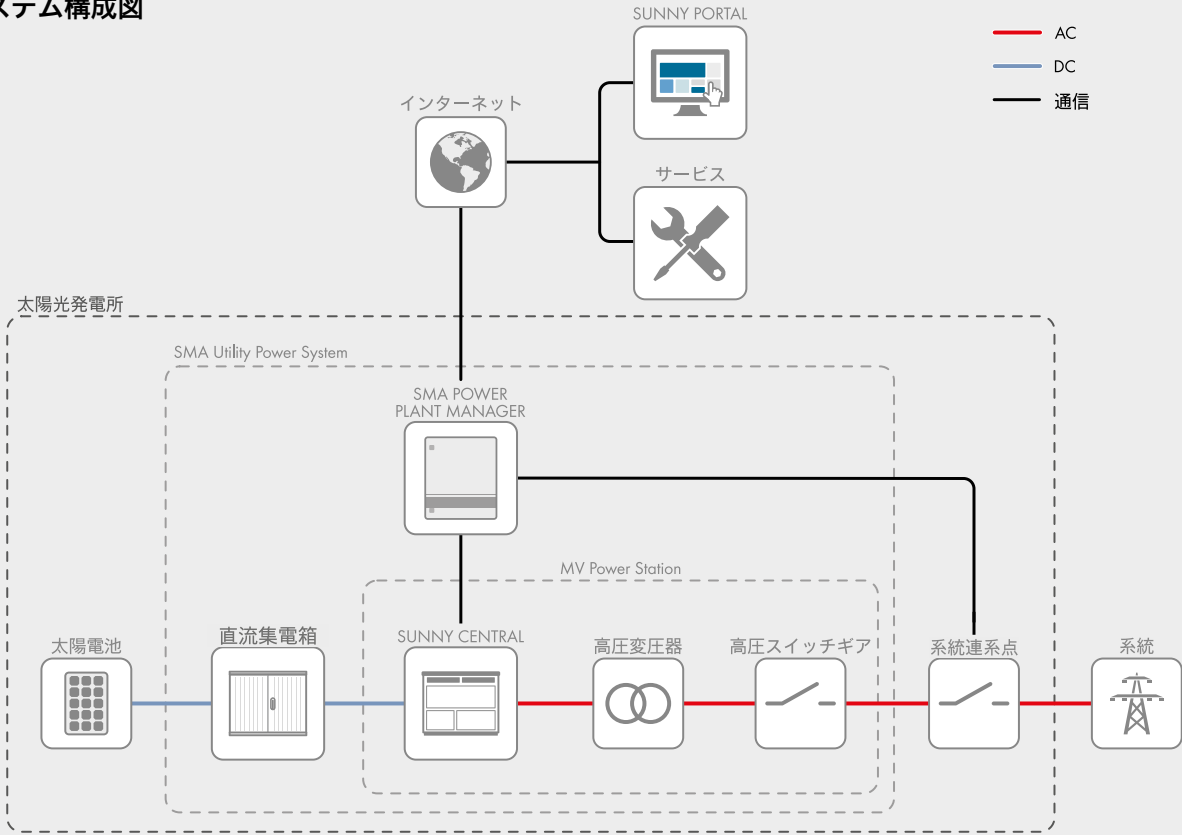 ステム構成図
SUNNY PORTAL
AC
DC
通信
インターネット
サービス
太陽光発電所
SMA Utility Power System
SMA POWER
PLANT MANAGER
MV Power Station
太陽電池
直流集電箱
SUNNY CENTRAL
高圧変圧器
高圧スイッチギア
系統連系点
系統